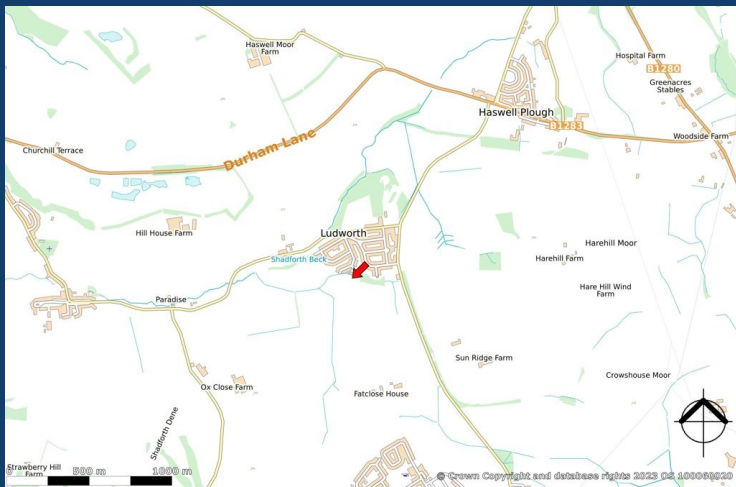 Haswell Moor
Farm
Hospital Farm
B1280
Greenacres
Stables
Haswell Plough
B1283
Woodside Farm
Churchill Terrace
Durham Lane
Hill House Farm
Ludworth
Harehill Moor
Shadforth Beck
Harehill Farm
Hare Hill Wind
Farm
Paradise
Sun Ridge Farm
Crowshouse Moor
Ox Close Farm
Fatclose House
Shadforth Dene
Strawberry Hill
Farm
0 500 m 1000 m
© Crown Copyright and database rights 2023 OS 100060020